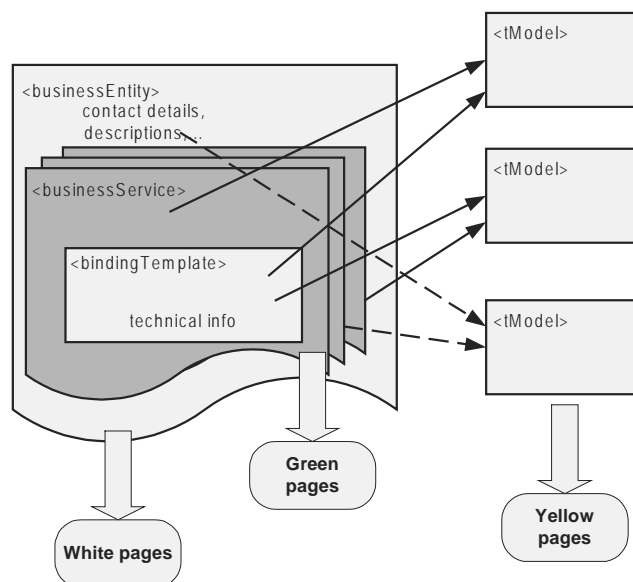 <tModel>
<businessEntity>
contact details,
descriptions,...
<businessService>
<tModel>
<bindingTemplate>
technical info
<tModel>
Green
pages
Yellow
pages
White pages